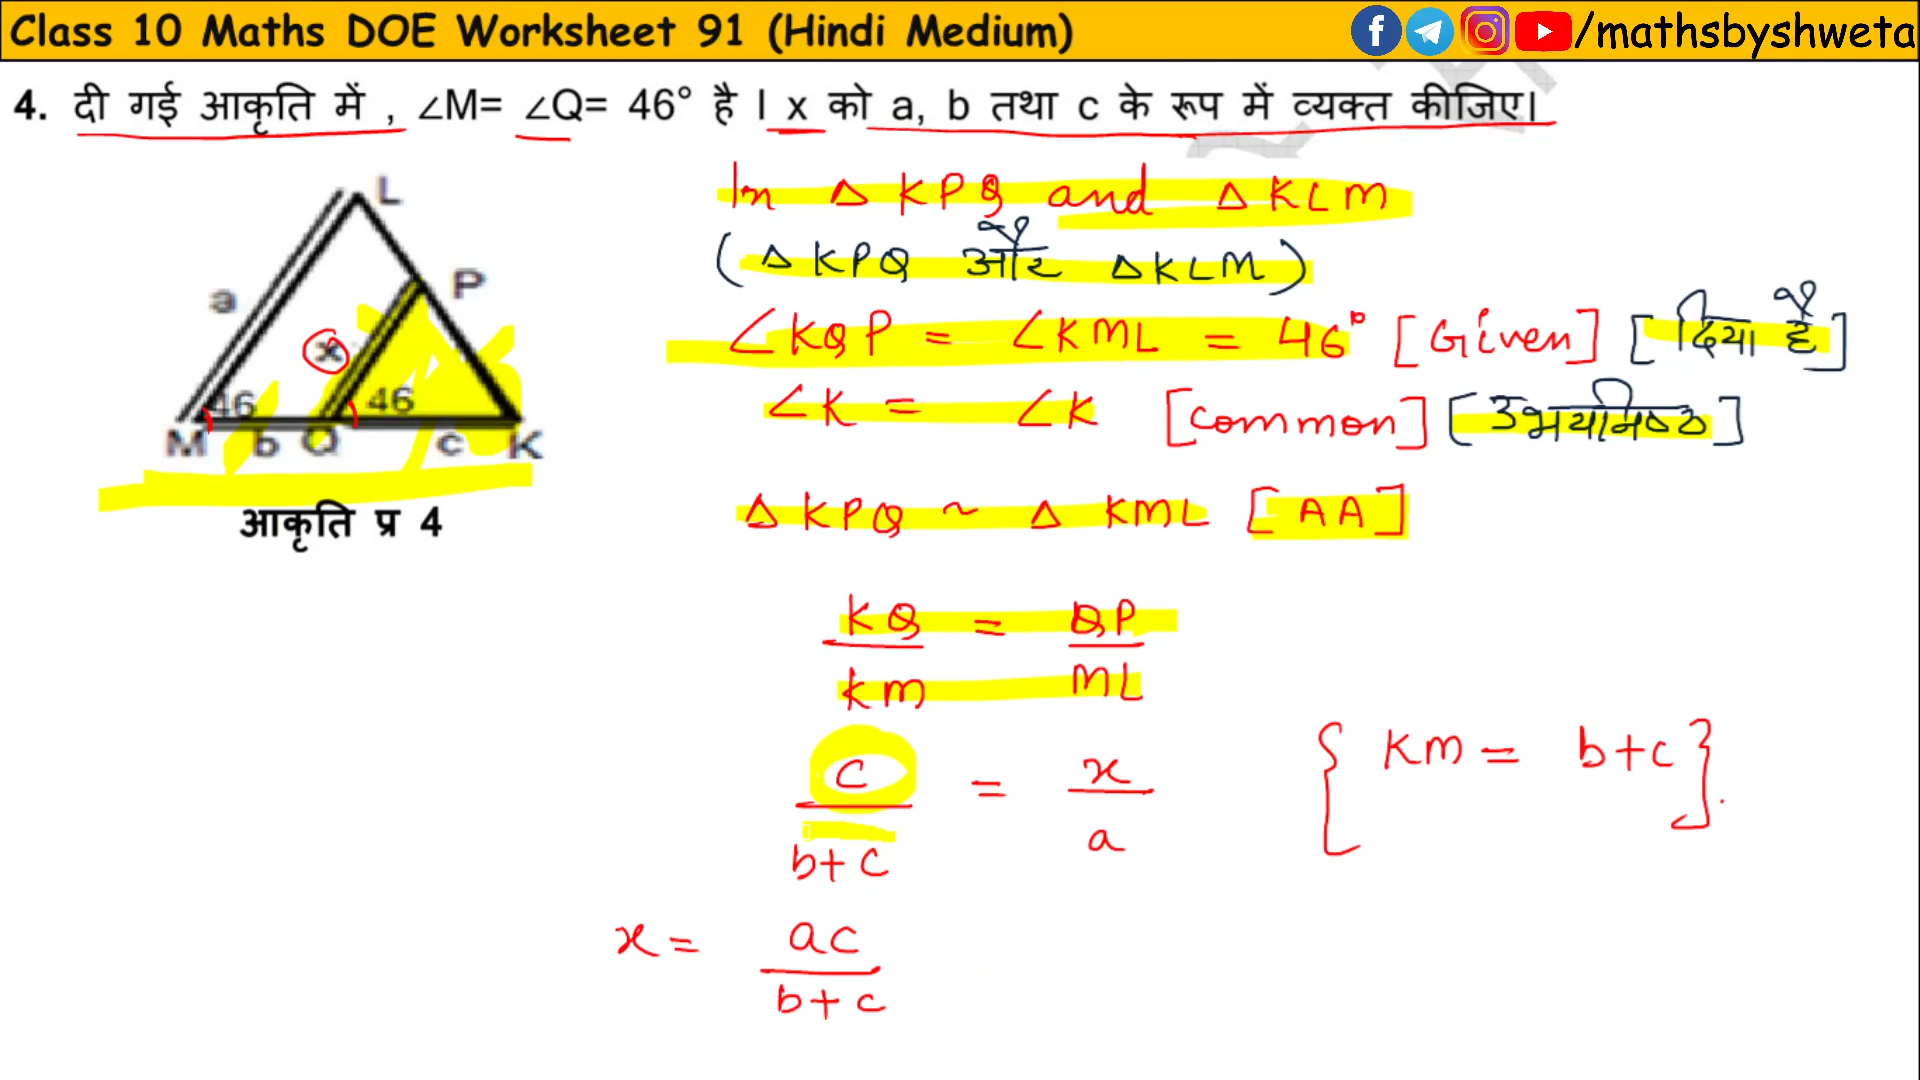 Class 10 Maths DOE Worksheet 91 (Hindi Medium)
/mathsbyshweta
4. दी गई आकृति में , ∠M= ∠Q= 46° है । x को a, b तथा c के रूप में व्यक्त कीजिए।
L
P
a
x
46
46
M b Q c K
आकृति प्र 4
In Δ KPQ and Δ KLM
(Δ KPQ और Δ KLM)
∠KQP = ∠KML = 46° [Given] [दिया है]
∠K = ∠K [Common] [उभयनिष्ठ]
Δ KPQ ~ Δ KML [AA]
KQ = QP
KM ML
c = x
b+c a
{ KM = b+c }
x = ac
b+c